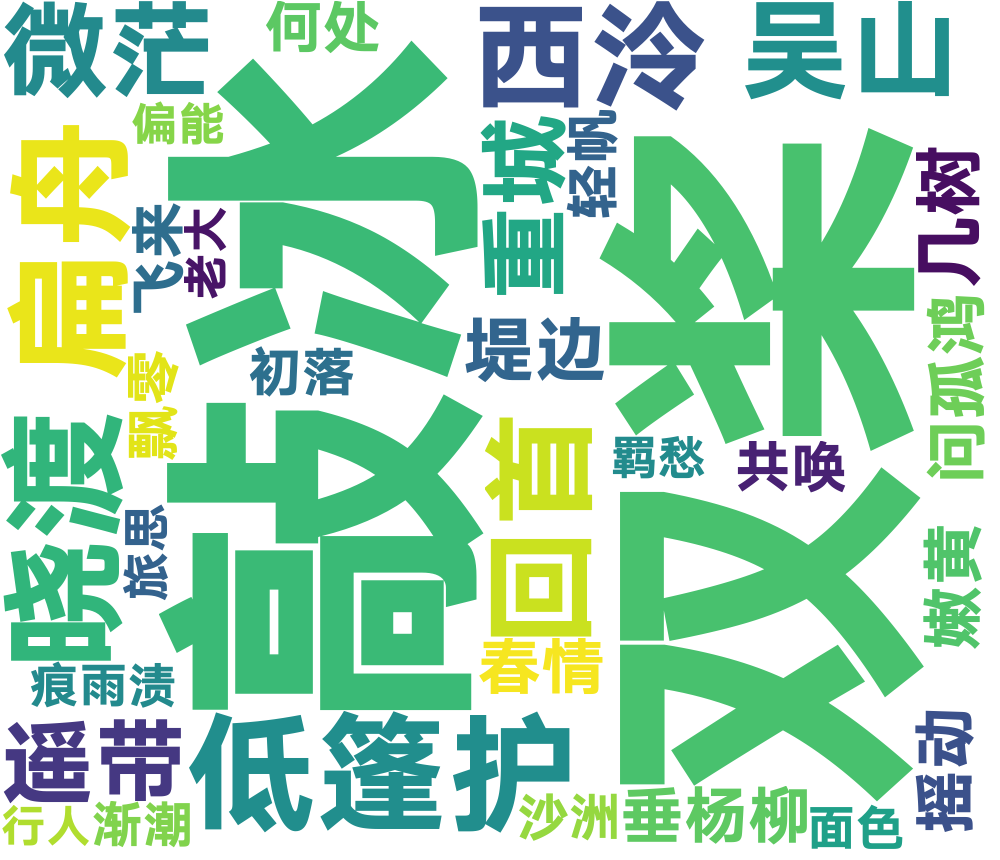 微茫
何处
西泠
吴山
偏能
扁舟
敲冰
重城
轻帆
双桨
几树
飞来
老大
初落
堤边
问孤鸿
飘零
晓渡
回首
羁愁
共唤
旅思
嫩黄
春情
痕雨渍
遥带
低篷护
摇动
行人
渐潮
沙洲
垂杨柳
面色